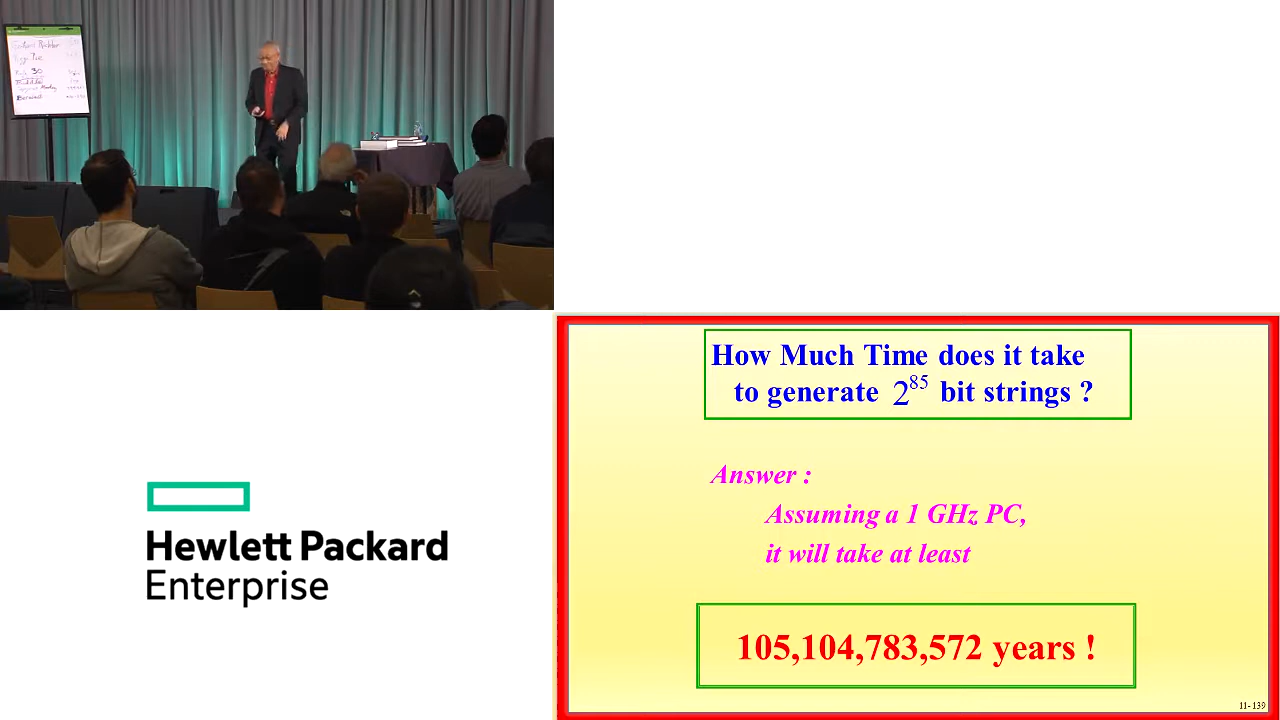 30
Hewlett Packard
Enterprise
How Much Time does it take
to generate 2^85 bit strings ?
Answer :
Assuming a 1 GHz PC,
it will take at least
105,104,783,572 years !
11-139